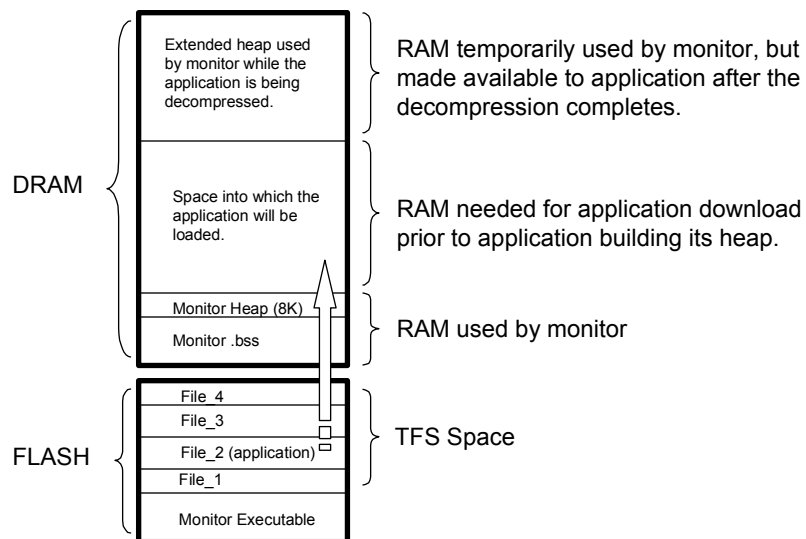 Extended heap used
by monitor while the
application is being
decompressed.
RAM temporarily used by monitor, but
made available to application after the
decompression completes.
DRAM
Space into which the
application will be
loaded.
RAM needed for application download
prior to application building its heap.
Monitor Heap (8K)
Monitor .bss
RAM used by monitor
File_4
File_3
File_2 (application)
File_1
Monitor Executable
TFS Space
FLASH